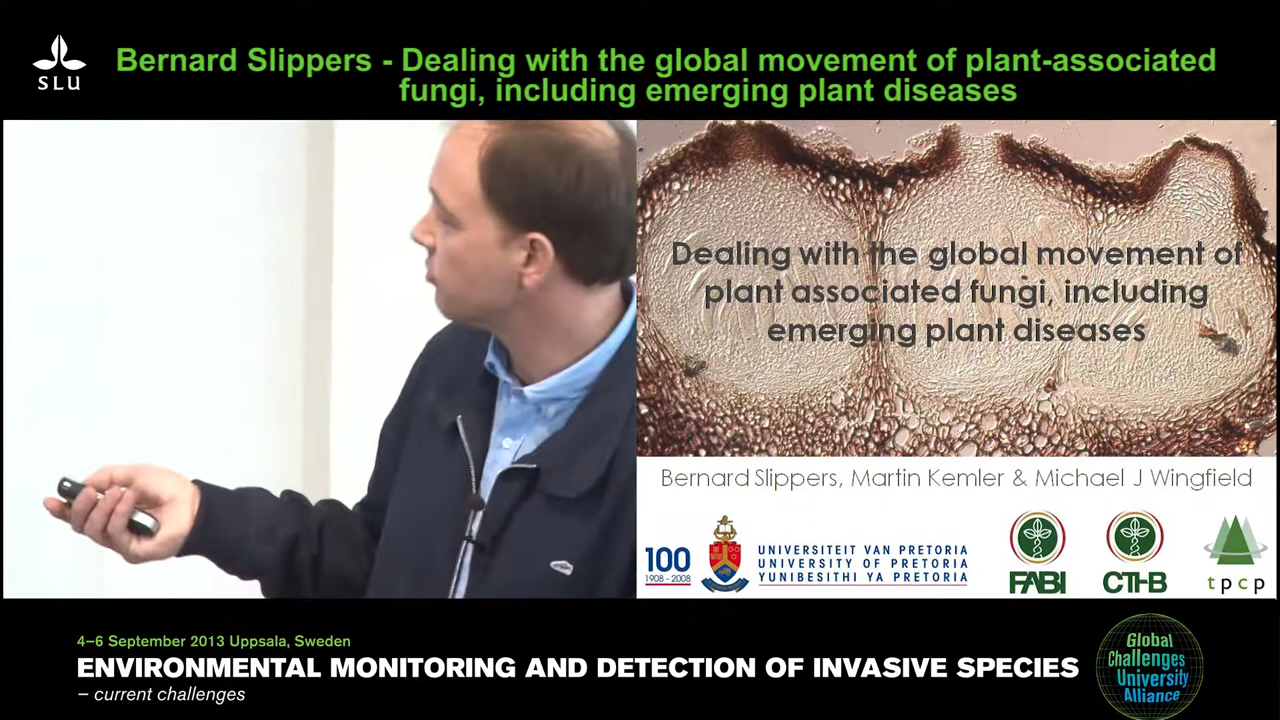 SLU
Bernard Slippers - Dealing with the global movement of plant-associated
fungi, including emerging plant diseases
Dealing with the global movement of
plant associated fungi, including
emerging plant diseases
Bernard Slippers, Martin Kemler & Michael J Wingfield
100
1908 - 2008
UNIVERSITEIT VAN PRETORIA
UNIVERSITY OF PRETORIA
YUNIBESITHI YA PRETORIA
FABI
CTHB
tpcp
4–6 September 2013 Uppsala, Sweden
ENVIRONMENTAL MONITORING AND DETECTION OF INVASIVE SPECIES
– current challenges
Global
Challenges
University
Alliance